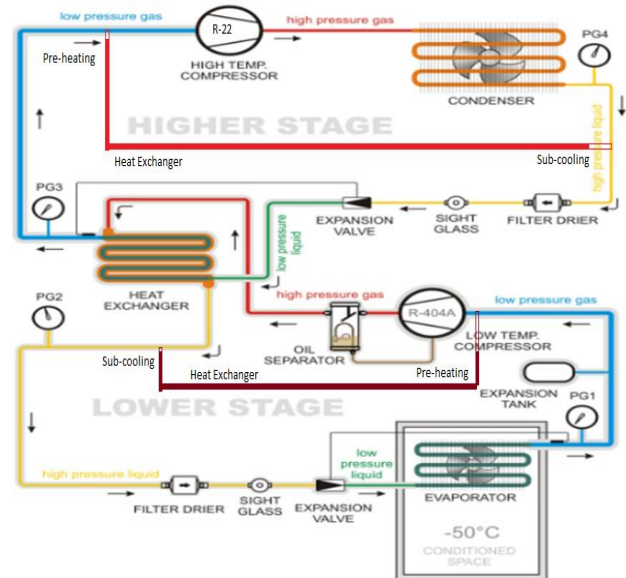 low pressure gas
R-22
high pressure gas
PG4
Pre-heating
HIGH TEMP.
COMPRESSOR
CONDENSER
HIGHER STAGE
high pressure liquid
Heat Exchanger
Sub-cooling
PG3
EXPANSION
VALVE
SIGHT
GLASS
FILTER DRIER
low pressure
liquid
HEAT
EXCHANGER
high pressure gas
low pressure gas
PG2
R-404A
OIL
SEPARATOR
LOW TEMP.
COMPRESSOR
Sub-cooling
Heat Exchanger
Pre-heating
EXPANSION
TANK
PG1
LOWER STAGE
high pressure liquid
low
pressure
liquid
FILTER DRIER
SIGHT
GLASS
EXPANSION
VALVE
EVAPORATOR
-50°C
CONDITIONED
SPACE